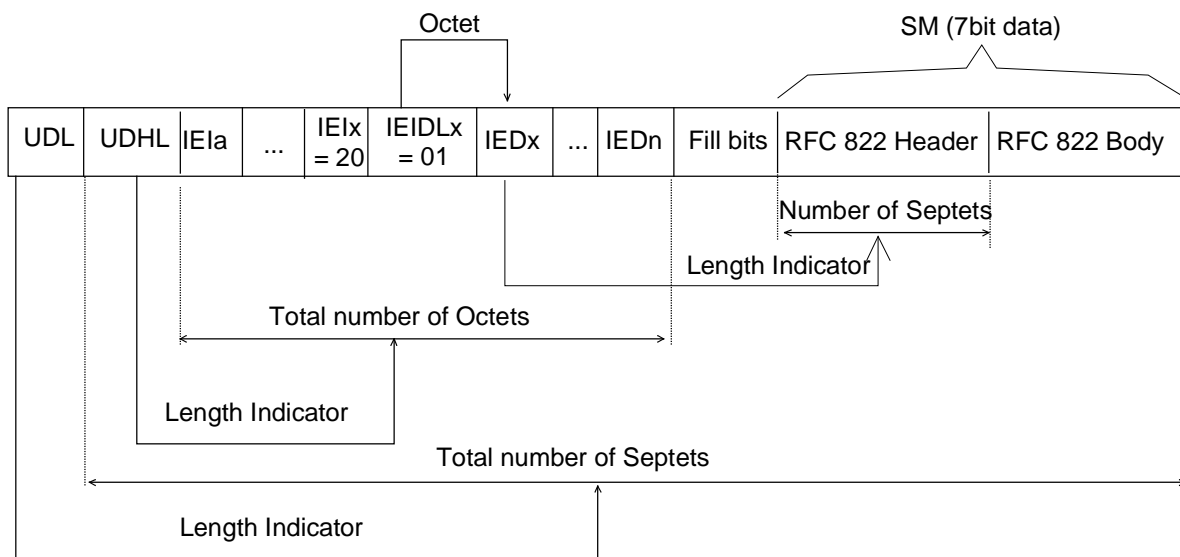 Octet
SM (7bit data)
UDL UDHL IEIa ... IEIx = 20 IEIDLx = 01 IEDx ... IEDn Fill bits RFC 822 Header RFC 822 Body
Number of Septets
Length Indicator
Total number of Octets
Length Indicator
Total number of Septets
Length Indicator